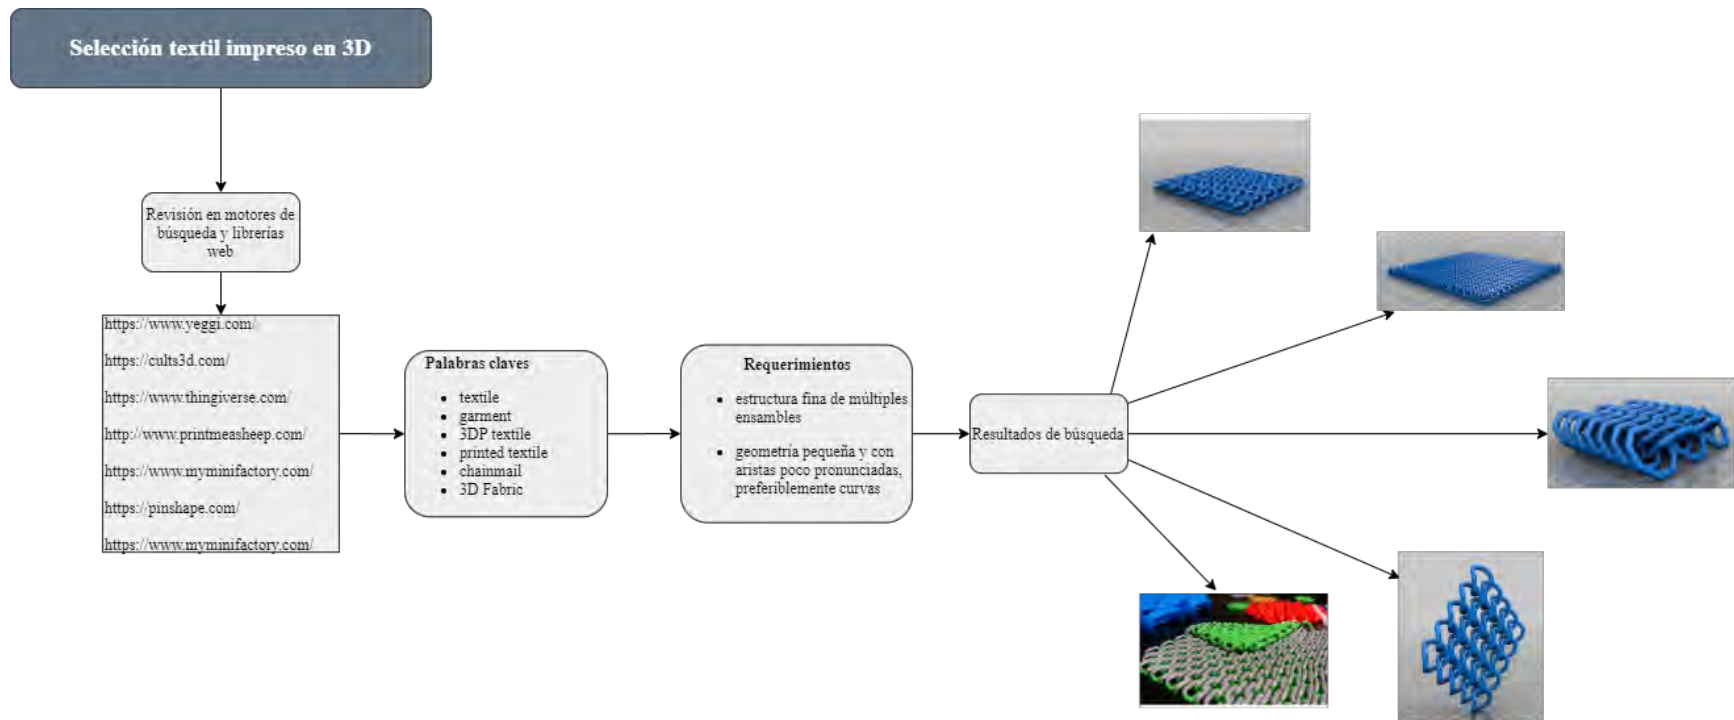 Selección textil impreso en 3D
Revisión en motores de
búsqueda y librerías
web
https://www.yeggi.com/
https://cults3d.com/
https://www.thingiverse.com/
http://www.printmeasheep.com/
https://www.myminifactory.com/
https://pinshape.com/
https://www.myminifactory.com/
Palabras claves
textile
garment
3DP textile
printed textile
chainmail
3D Fabric
Requerimientos
estructura fina de múltiples
ensambles
geometría pequeña y con
aristas poco pronunciadas,
preferiblemente curvas
Resultados de búsqueda